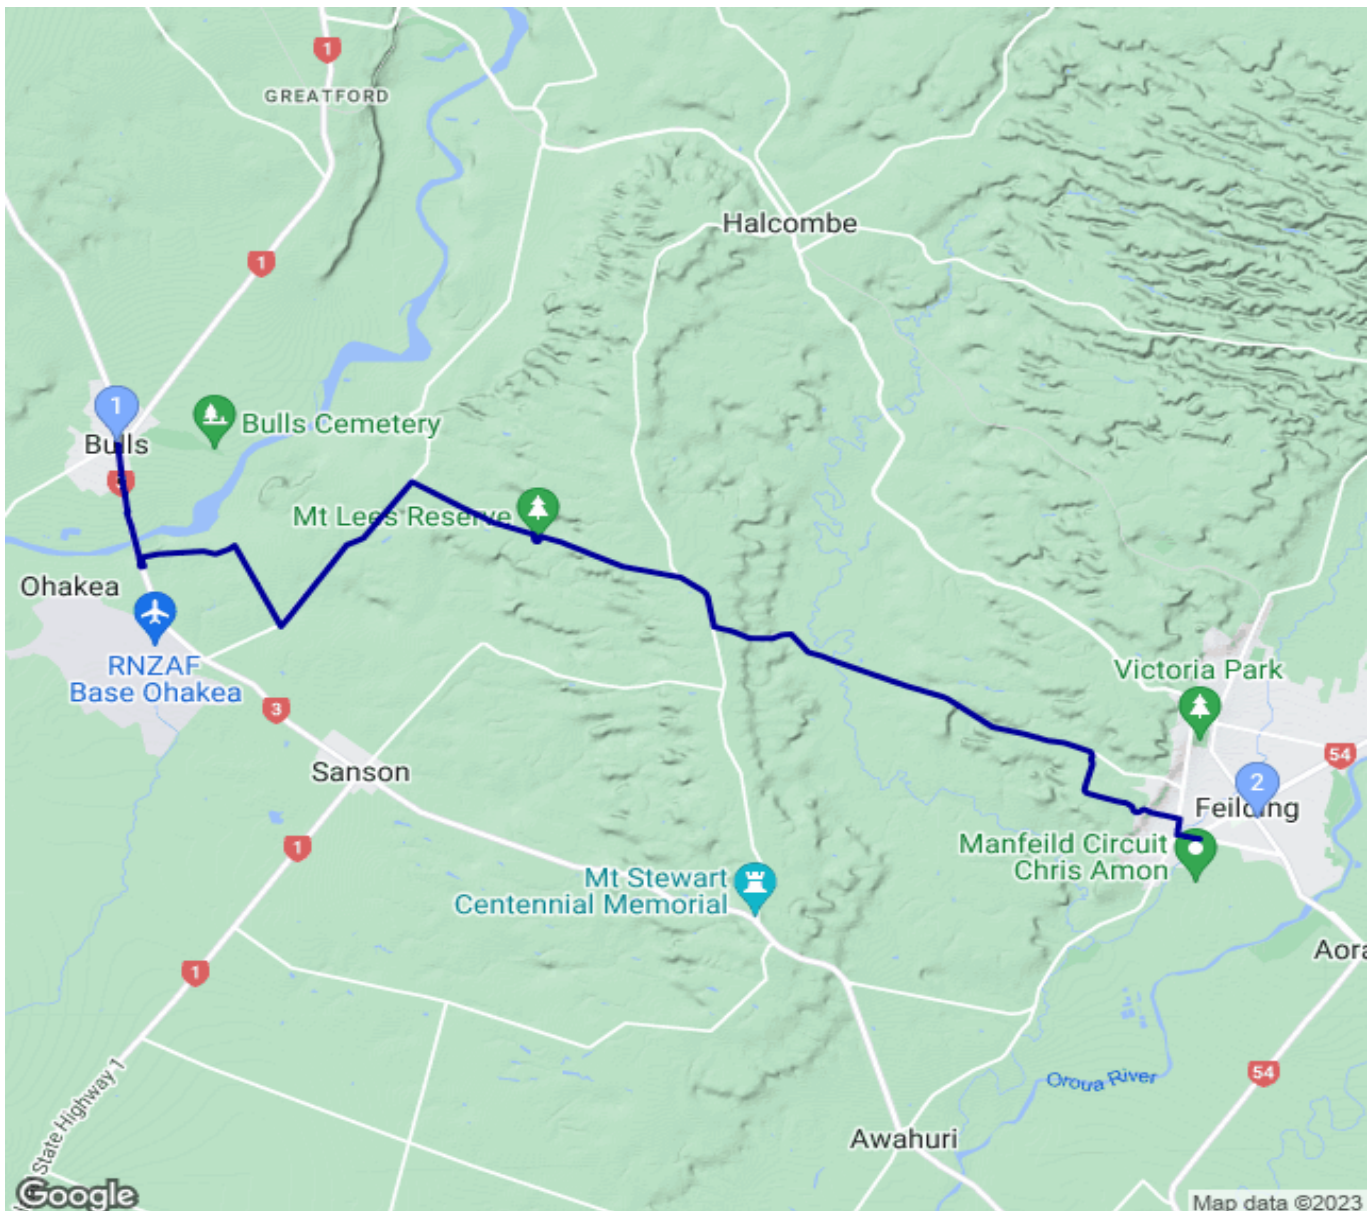 1
GREATFORD
Halcombe
1
1
Bulls Cemetery
Bulls
3
Mt Lees Reserve
Ohakea
RNZAF
Base Ohakea
Victoria Park
3
54
Sanson
2
Feilding
1
Manfeild Circuit
Chris Amon
Mt Stewart
Centennial Memorial
1
54
Oroua River
State Highway 1
Awahuri
Google
Map data ©2023